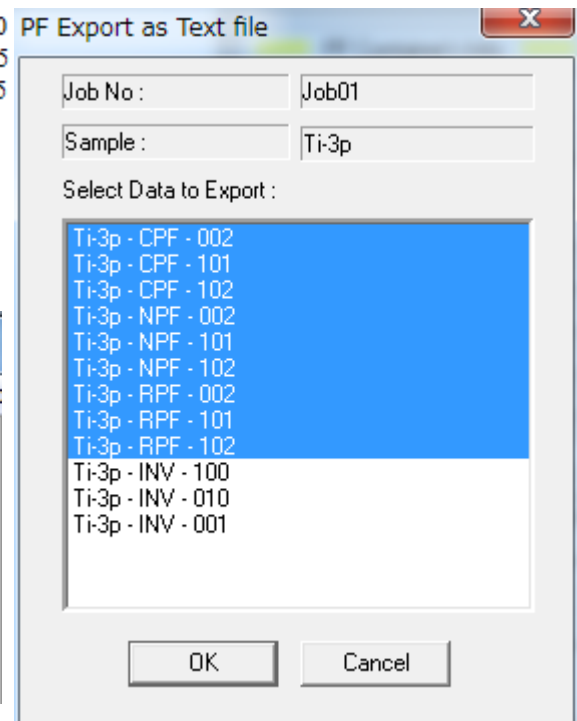 PF Export as Text file
Job No :
Job01
Sample :
Ti-3p
Select Data to Export :
Ti-3p - CPF - 002
Ti-3p - CPF - 101
Ti-3p - CPF - 102
Ti-3p - NPF - 002
Ti-3p - NPF - 101
Ti-3p - NPF - 102
Ti-3p - RPF - 002
Ti-3p - RPF - 101
Ti-3p - RPF - 102
Ti-3p - INV - 100
Ti-3p - INV - 010
Ti-3p - INV - 001
OK
Cancel